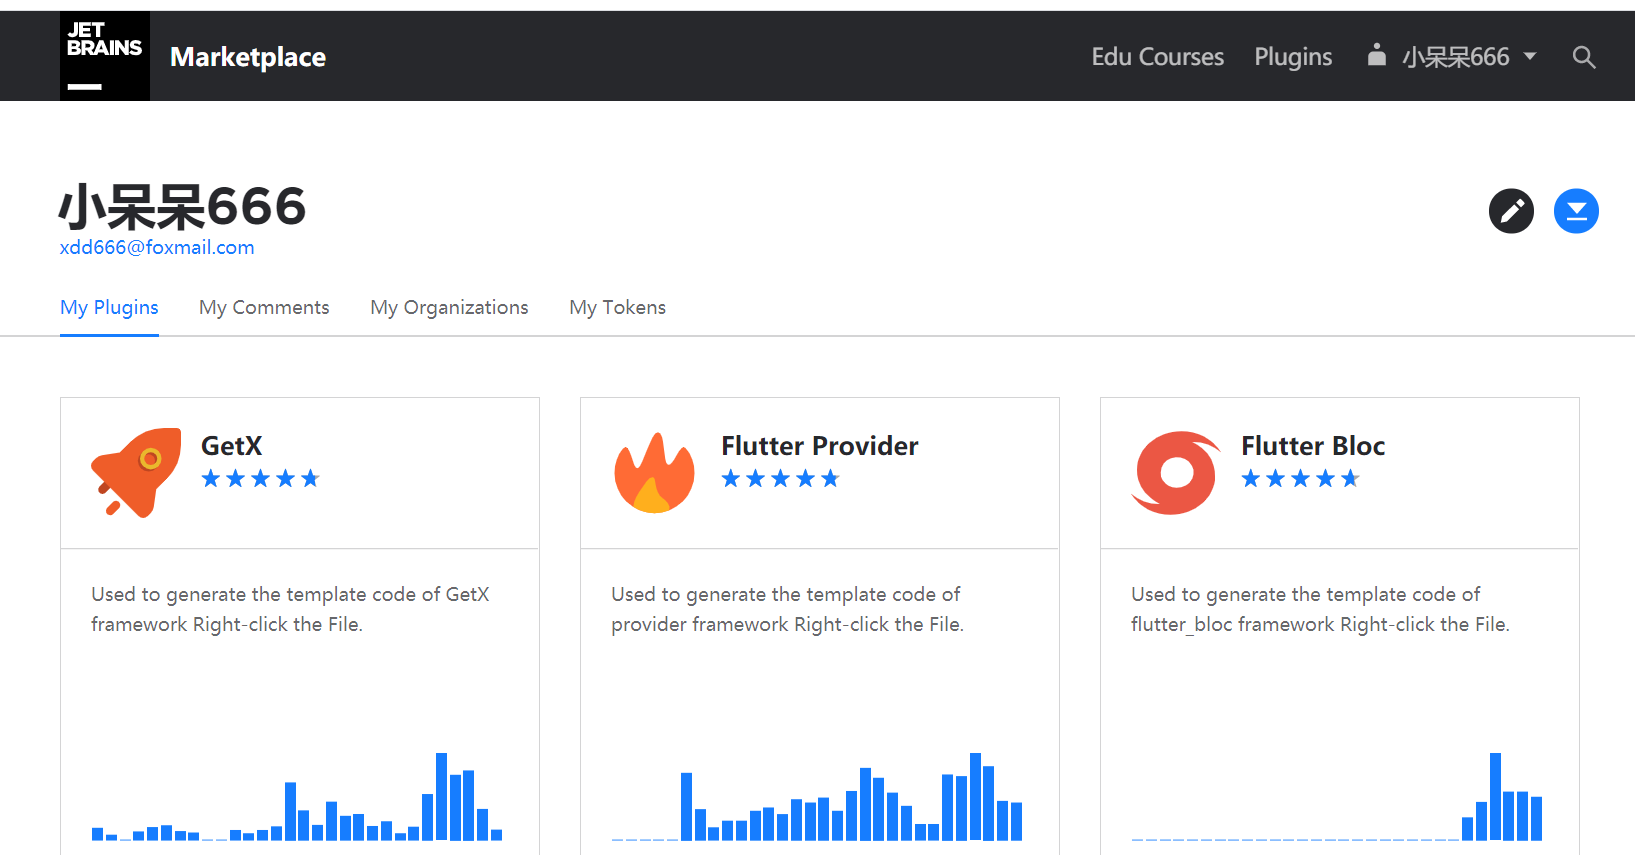 JET
BRAINS
Marketplace
Edu Courses
Plugins
小呆呆666
小呆呆666
xdd666@foxmail.com
My Plugins
My Comments
My Organizations
My Tokens
GetX
Used to generate the template code of GetX
framework Right-click the File.
Flutter Provider
Used to generate the template code of
provider framework Right-click the File.
Flutter Bloc
Used to generate the template code of
flutter_bloc framework Right-click the File.